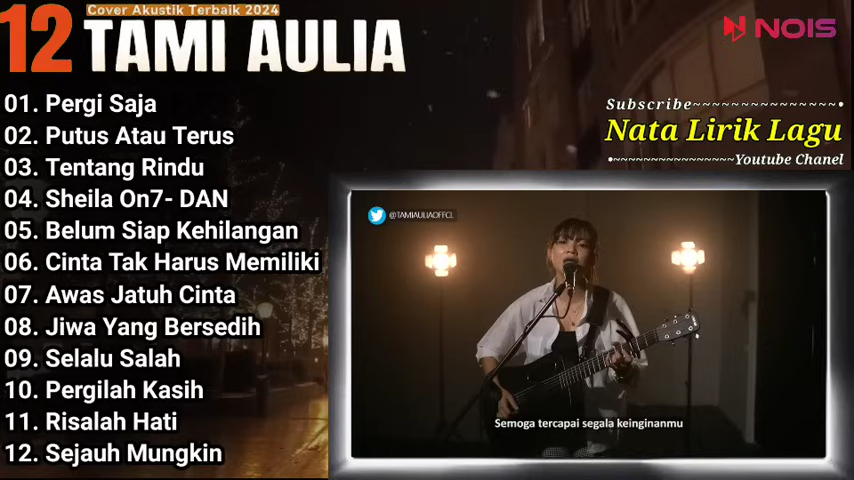 Cover Akustik Terbaik 2024
12 TAMI AULIA
NOIS
01. Pergi Saja
02. Putus Atau Terus
03. Tentang Rindu
04. Sheila On7- DAN
05. Belum Siap Kehilangan
06. Cinta Tak Harus Memiliki
07. Awas Jatuh Cinta
08. Jiwa Yang Bersedih
09. Selalu Salah
10. Pergilah Kasih
11. Risalah Hati
12. Sejauh Mungkin
Subscribe~~~~~~~~~~~~~~~•
Nata Lirik Lagu
•~~~~~~~~~~~~~~~~Youtube Chanel
@TAMIAULIAOFFCL
Semoga tercapai segala keinginanmu